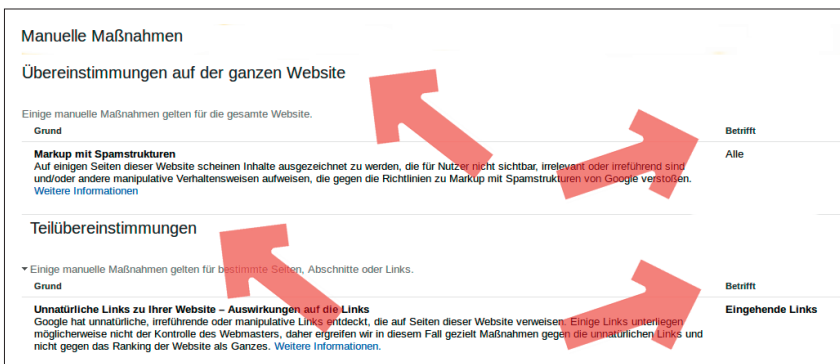 Manuelle Maßnahmen
Übereinstimmungen auf der ganzen Website
Einige manuelle Maßnahmen gelten für die gesamte Website.
Grund Betrifft
Markup mit Spamstrukturen Alle
Auf einigen Seiten dieser Website scheinen Inhalte ausgezeichnet zu werden, die für Nutzer nicht sichtbar, irrelevant oder irreführend sind
und/oder andere manipulative Verhaltensweisen aufweisen, die gegen die Richtlinien zu Markup mit Spamstrukturen von Google verstoßen.
Weitere Informationen
Teilübereinstimmungen
Einige manuelle Maßnahmen gelten für bestimmte Seiten, Abschnitte oder Links.
Grund Betrifft
Unnatürliche Links zu Ihrer Website – Auswirkungen auf die Links Eingehende Links
Google hat unnatürliche, irreführende oder manipulative Links entdeckt, die auf Seiten dieser Website verweisen. Einige Links unterliegen
möglicherweise nicht der Kontrolle des Webmasters, daher ergreifen wir in diesem Fall gezielt Maßnahmen gegen die unnatürlichen Links und
nicht gegen das Ranking der Website als Ganzes. Weitere Informationen.